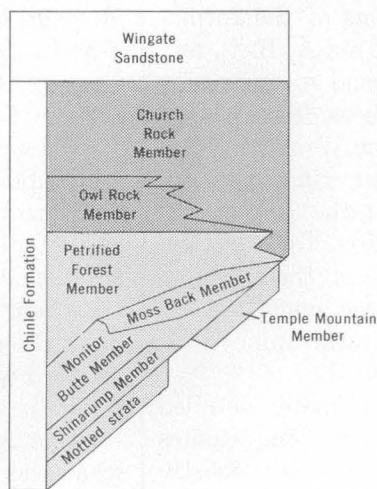 Wingate
Sandstone
Church
Rock
Member
Owl Rock
Member
Petrified
Forest
Member
Moss Back Member
Temple Mountain
Member
Monitor
Butte Member
Shinarump Member
Mottled strata
Chinle Formation